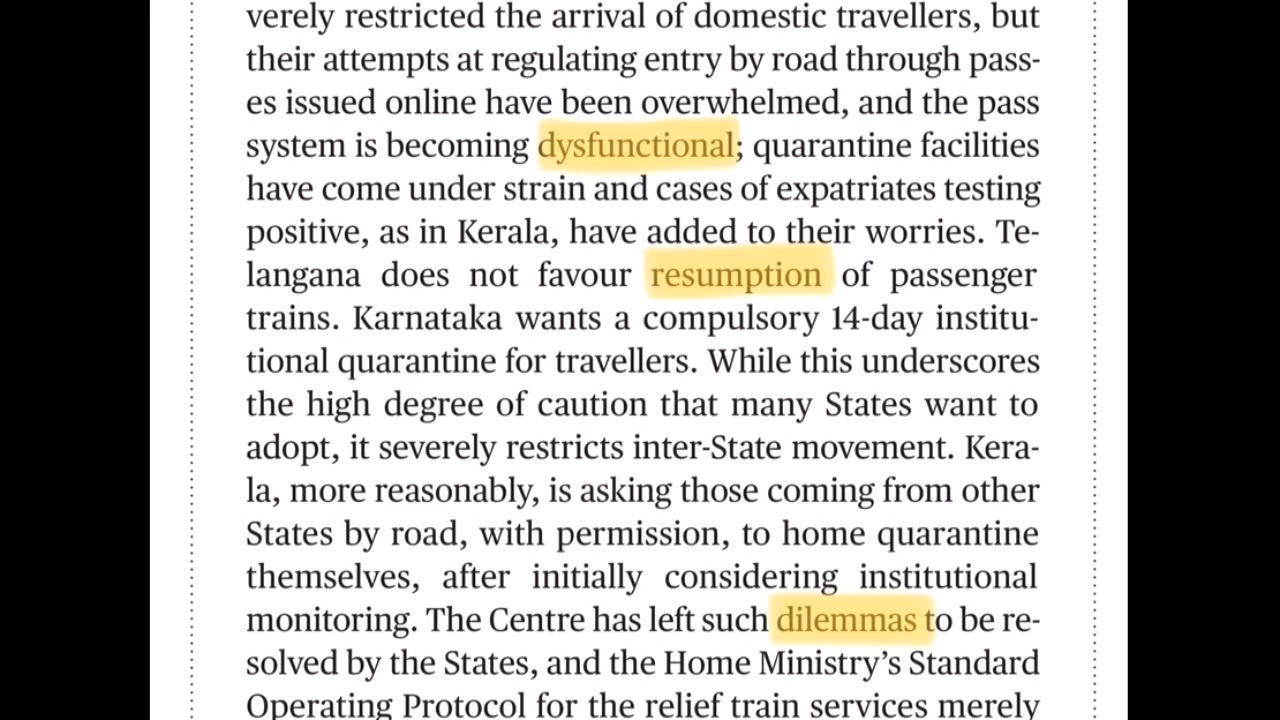 verely restricted the arrival of domestic travellers, but
their attempts at regulating entry by road through pass-
es issued online have been overwhelmed, and the pass
system is becoming dysfunctional; quarantine facilities
have come under strain and cases of expatriates testing
positive, as in Kerala, have added to their worries. Te-
langana does not favour resumption of passenger
trains. Karnataka wants a compulsory 14-day institu-
tional quarantine for travellers. While this underscores
the high degree of caution that many States want to
adopt, it severely restricts inter-State movement. Kera-
la, more reasonably, is asking those coming from other
States by road, with permission, to home quarantine
themselves, after initially considering institutional
monitoring. The Centre has left such dilemmas to be re-
solved by the States, and the Home Ministry’s Standard
Operating Protocol for the relief train services merely